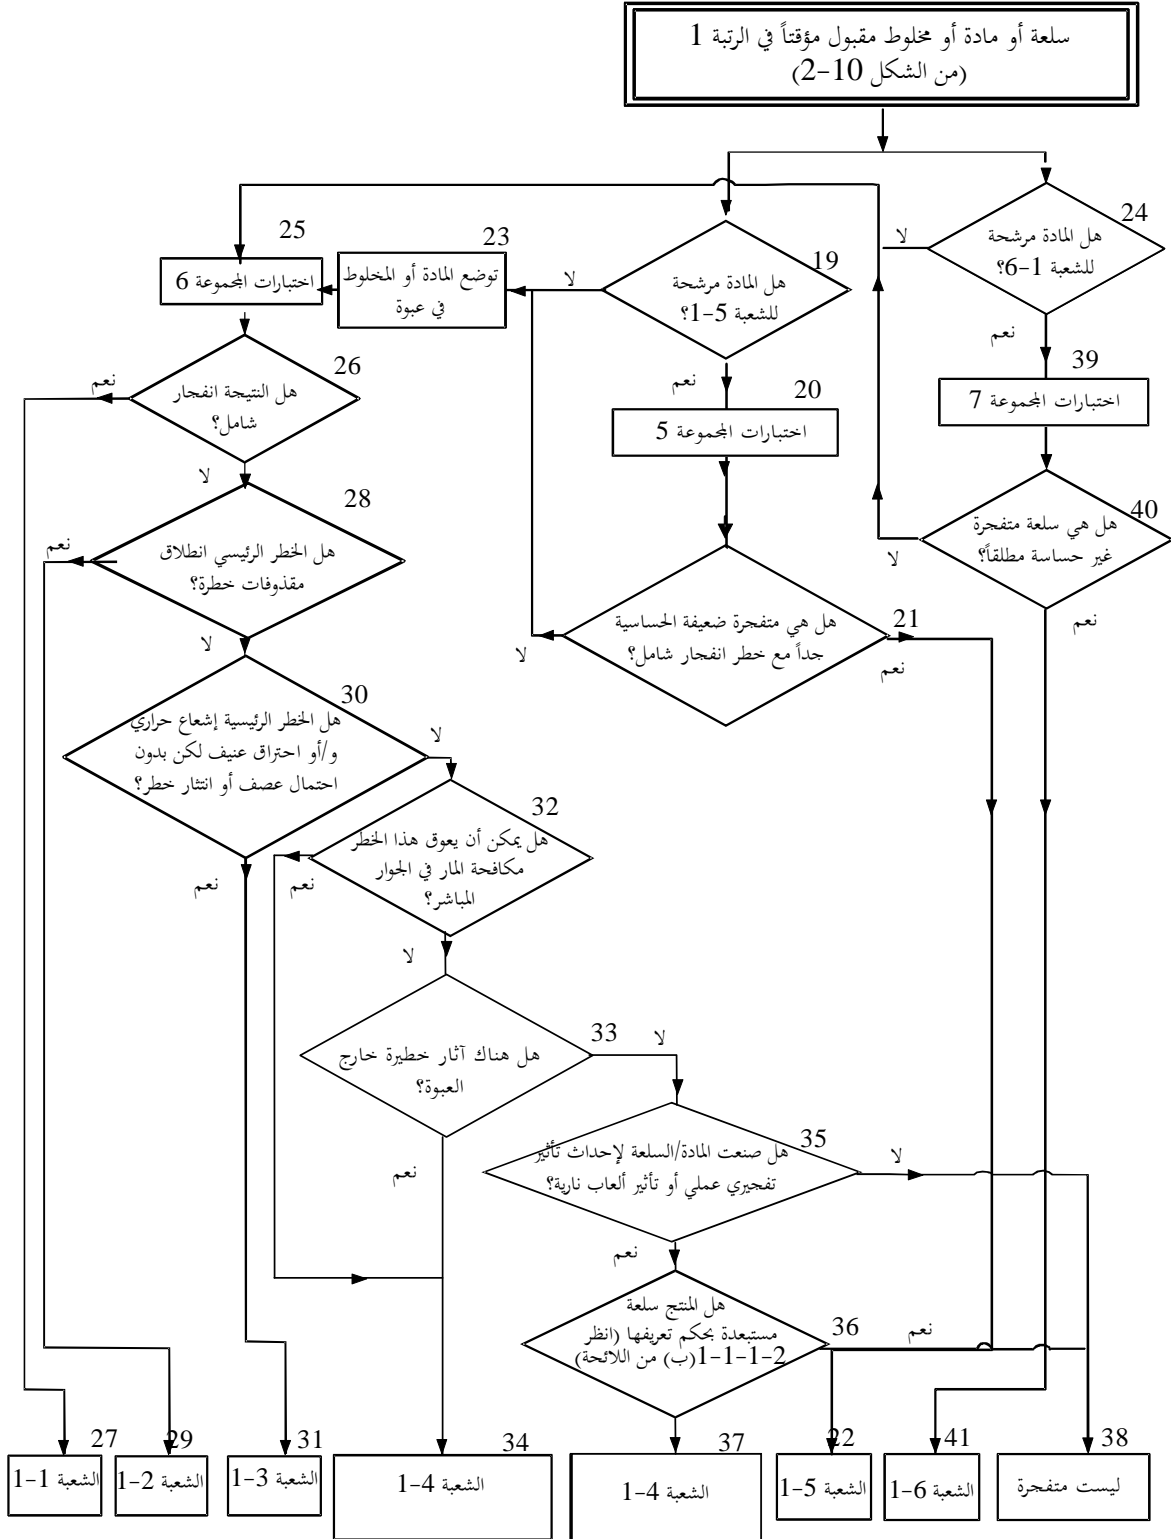 سلعة أو مادة أو مخلوط مقبول مؤقتاً في الرتبة 1
(من الشكل 10-2)
24
هل المادة مرشحة
للشعبة 1-6؟
لا
نعم
19
هل المادة مرشحة
للشعبة 5-1؟
لا
نعم
23
توضع المادة أو المخلوط
في عبوة
25
اختبارات المجموعة 6
39
اختبارات المجموعة 7
20
اختبارات المجموعة 5
26
هل النتيجة انفجار
شامل؟
نعم
لا
40
هل هي سلعة متفجرة
غير حساسة مطلقاً؟
لا
نعم
28
هل الخطر الرئيسي انطلاق
مقذوفات خطرة؟
نعم
لا
21
هل هي متفجرة ضعيفة الحساسية
جداً مع خطر انفجار شامل؟
لا
نعم
30
هل الخطر الرئيسية إشعاع حراري
و/أو احتراق عنيف لكن بدون
احتمال عصف أو انتثار خطر؟
لا
نعم
32
هل يمكن أن يعوق هذا الخطر
مكافحة المار في الجوار
المباشر؟
نعم
لا
33
هل هناك آثار خطيرة خارج
العبوة؟
لا
نعم
35
هل صنعت المادة/السلعة لإحداث تأثير
تفجيري عملي أو تأثير ألعاب نارية؟
لا
نعم
36
هل المنتج سلعة
مستبعدة بحكم تعريفها (انظر
2-1-1-1(ب) من اللائحة)
نعم
27
الشعبة 1-1
29
الشعبة 2-1
31
الشعبة 3-1
34
الشعبة 4-1
37
الشعبة 4-1
22
الشعبة 5-1
41
الشعبة 6-1
38
ليست متفجرة